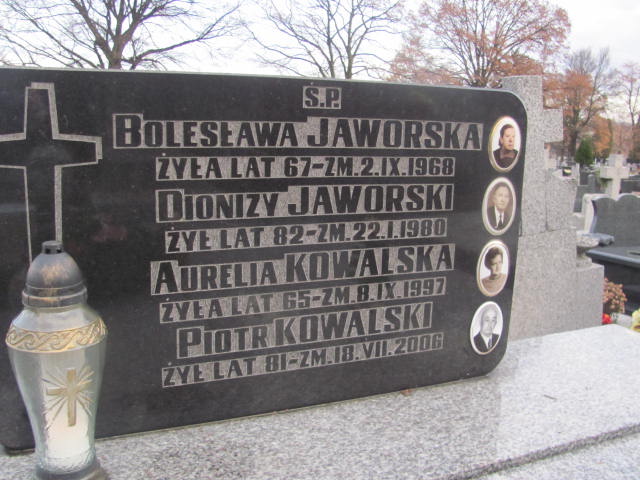 Ś.P.
BOLESŁAWA JAWORSKA
ŻYŁA LAT 67-ZM.2.IX.1968
DIONIZY JAWORSKI
ŻYŁ LAT 82-ZM.22.I.1980
AURELIA KOWALSKA
ŻYŁA LAT 65-ZM.8.IX.1997
PIOTR KOWALSKI
ŻYŁ LAT 81-ZM.18.VII.2006